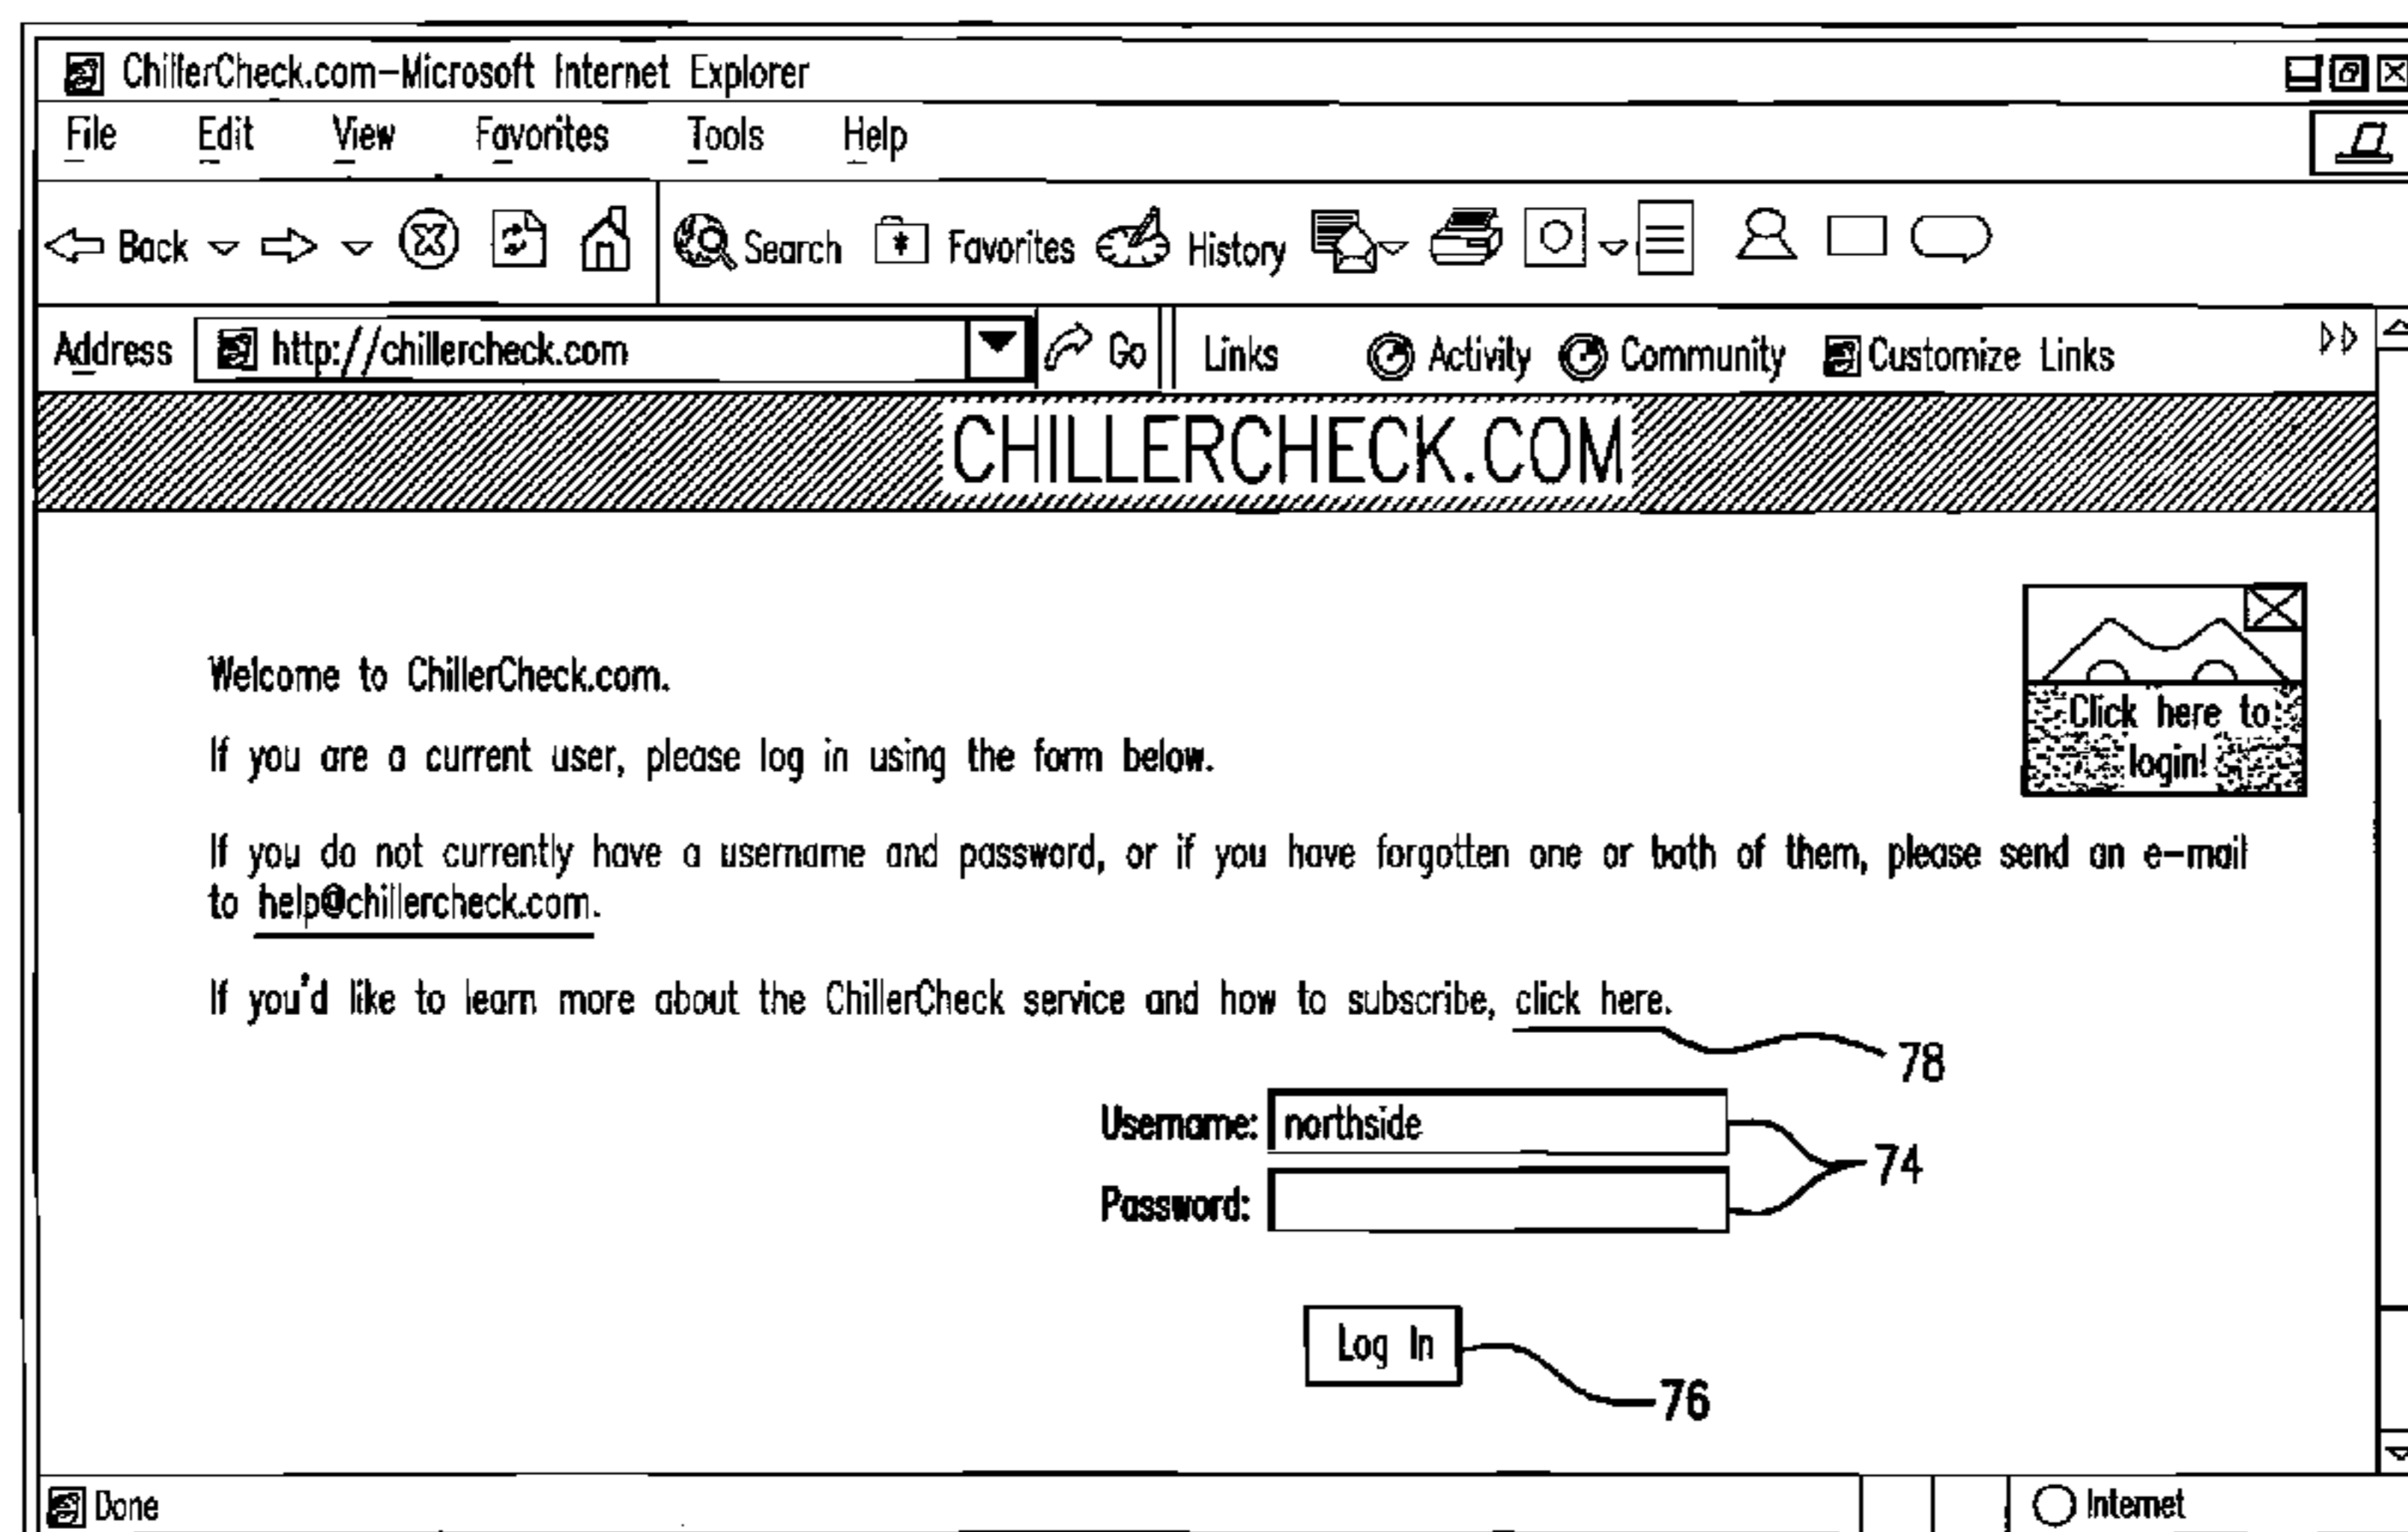 ChillerCheck.com-Microsoft Internet Explorer
File Edit View Favorites Tools Help
Back Search Favorites History
Address http://chillercheck.com Go Links Activity Community Customize Links
CHILLERCHECK.COM
Welcome to ChillerCheck.com.
If you are a current user, please log in using the form below.
Click here to
login!
If you do not currently have a username and password, or if you have forgotten one or both of them, please send an e-mail
to help@chillercheck.com.
If you'd like to learn more about the ChillerCheck service and how to subscribe, click here.
78
Username: northside
74
Password:
Log In
76
Done Internet